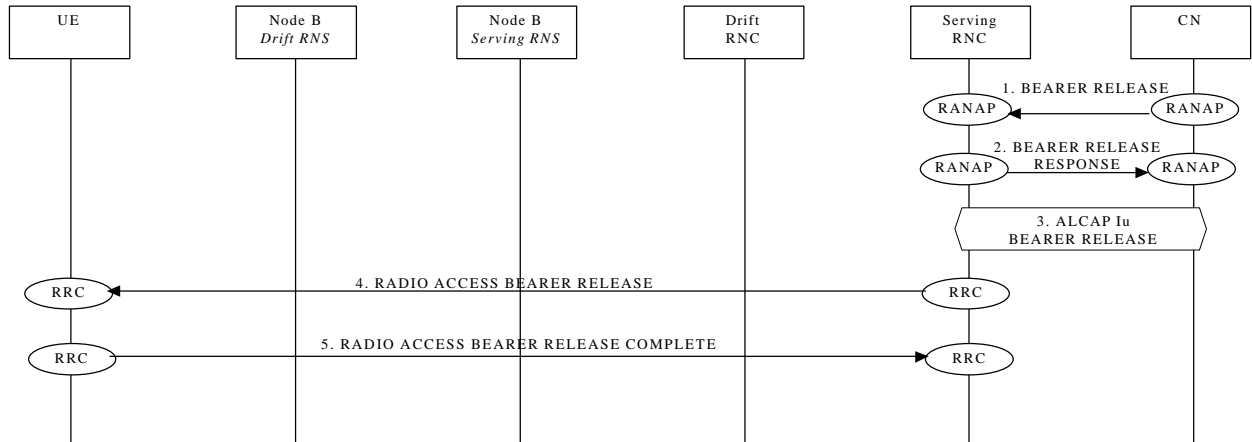 UE
Node B
Drift RNS
Node B
Serving RNS
Drift
RNC
Serving
RNC
CN
1. BEARER RELEASE
RANAP
RANAP
2. BEARER RELEASE
RESPONSE
RANAP
RANAP
3. ALCAP Iu
BEARER RELEASE
4. RADIO ACCESS BEARER RELEASE
RRC
RRC
5. RADIO ACCESS BEARER RELEASE COMPLETE
RRC
RRC